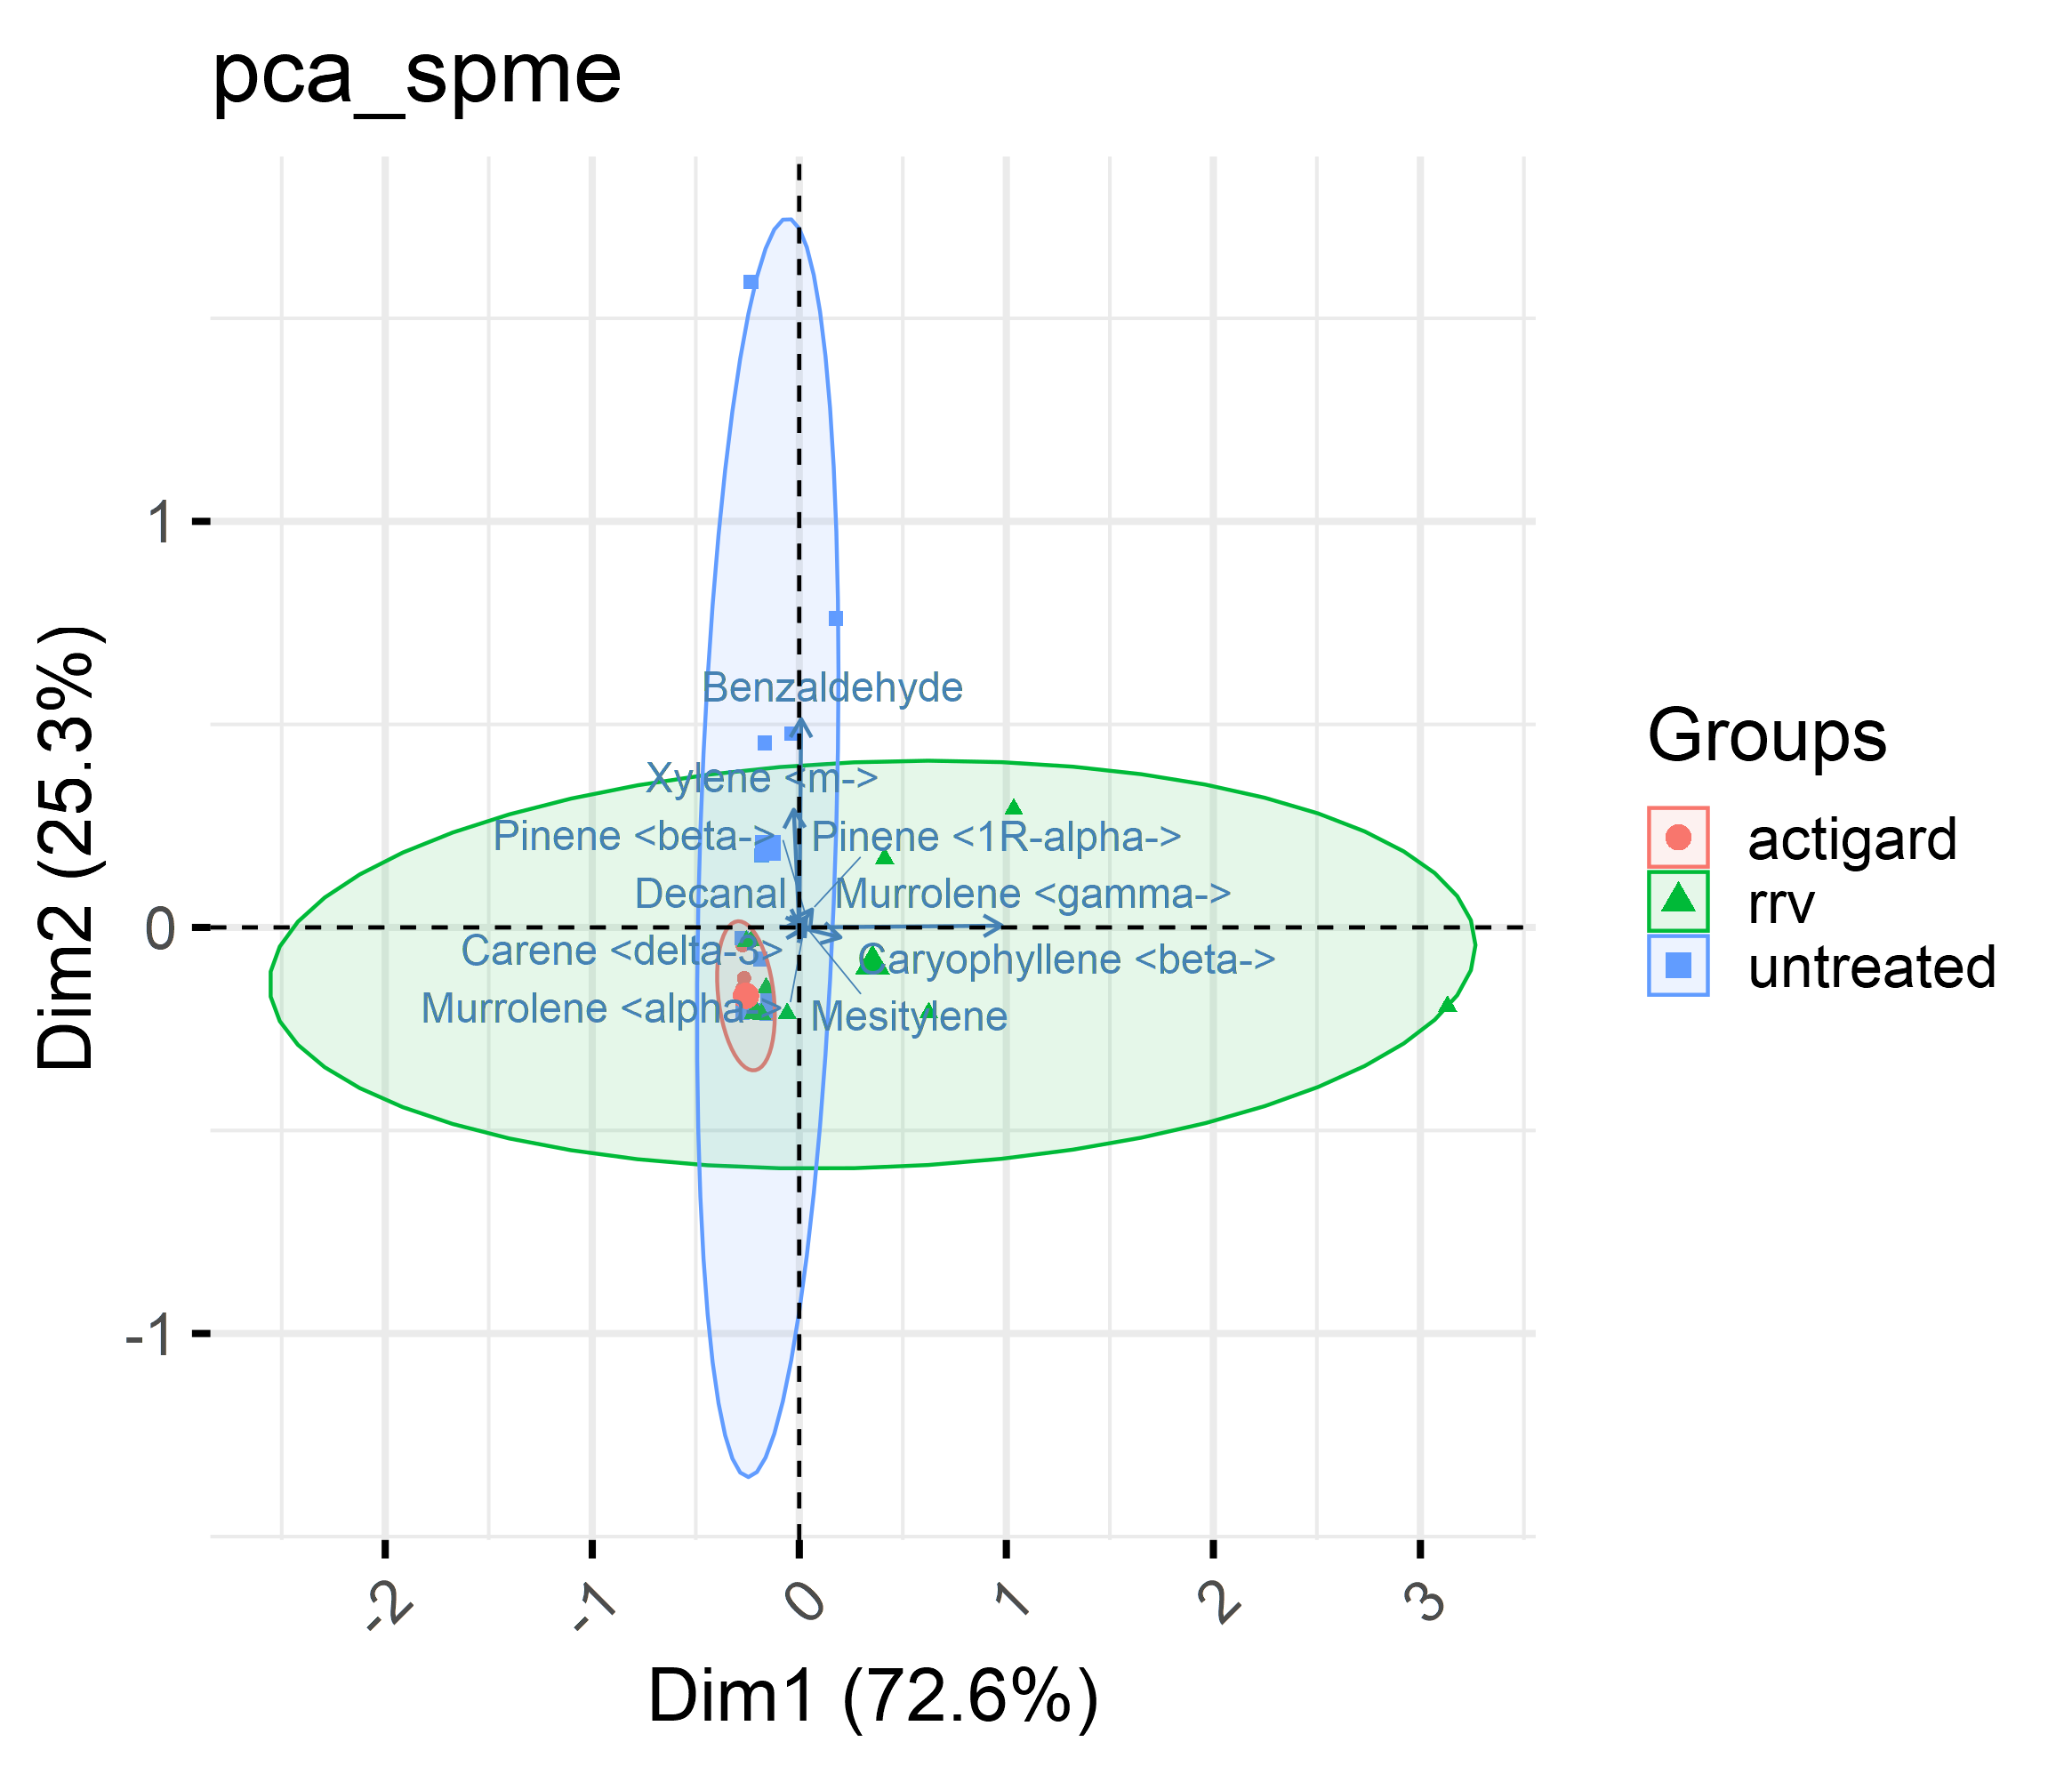 pca_spme
Dim2 (25.3%)
1
0
-1
Benzaldehyde
Xylene <m->
Pinene <beta->
Pinene <1R-alpha->
Decanal
Murrolene <gamma->
Carene <delta-3>
Caryophyllene <beta->
Murrolene <alpha->
Mesitylene
-2
-1
0
1
2
3
Dim1 (72.6%)
Groups
actigard
rrv
untreated